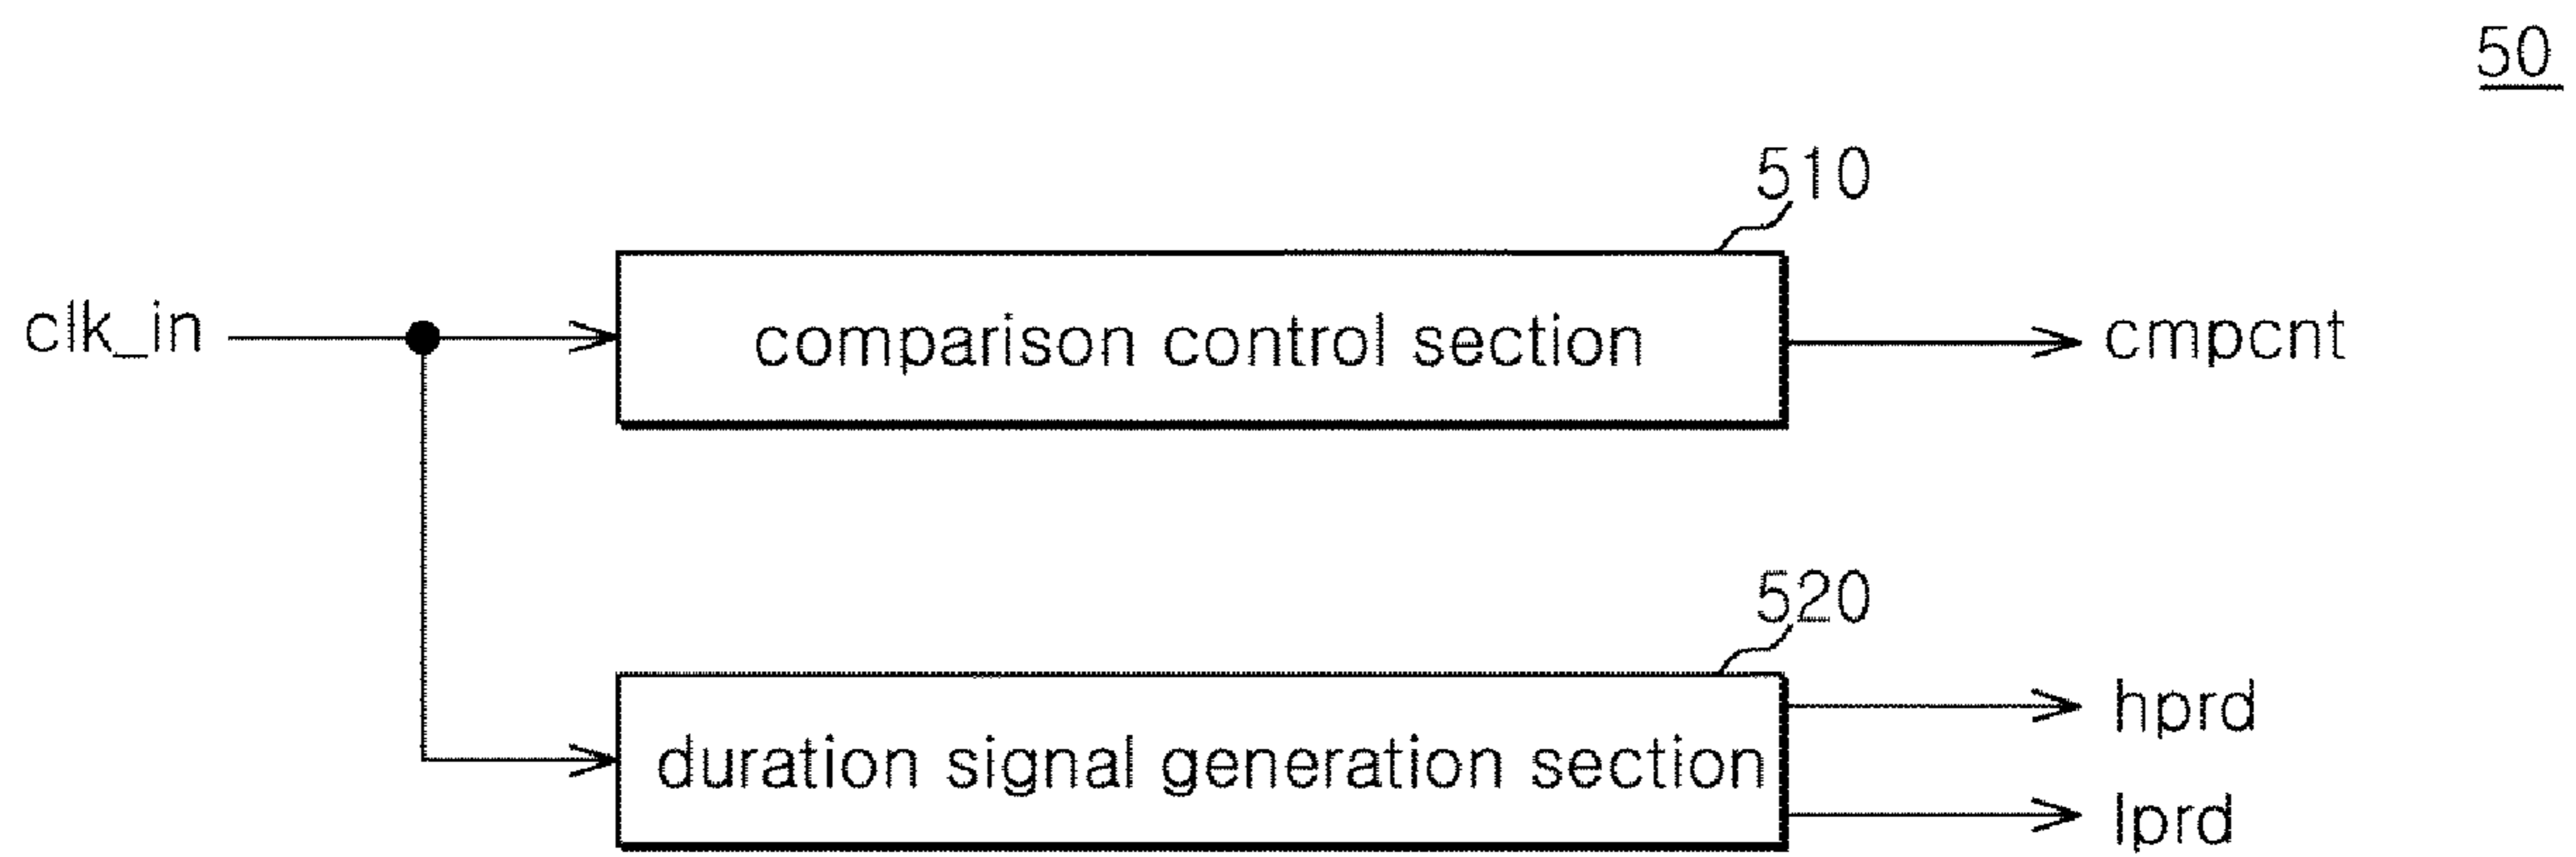 50
510
clk_in
comparison control section
cmpcnt
520
duration signal generation section
hprd
lprd